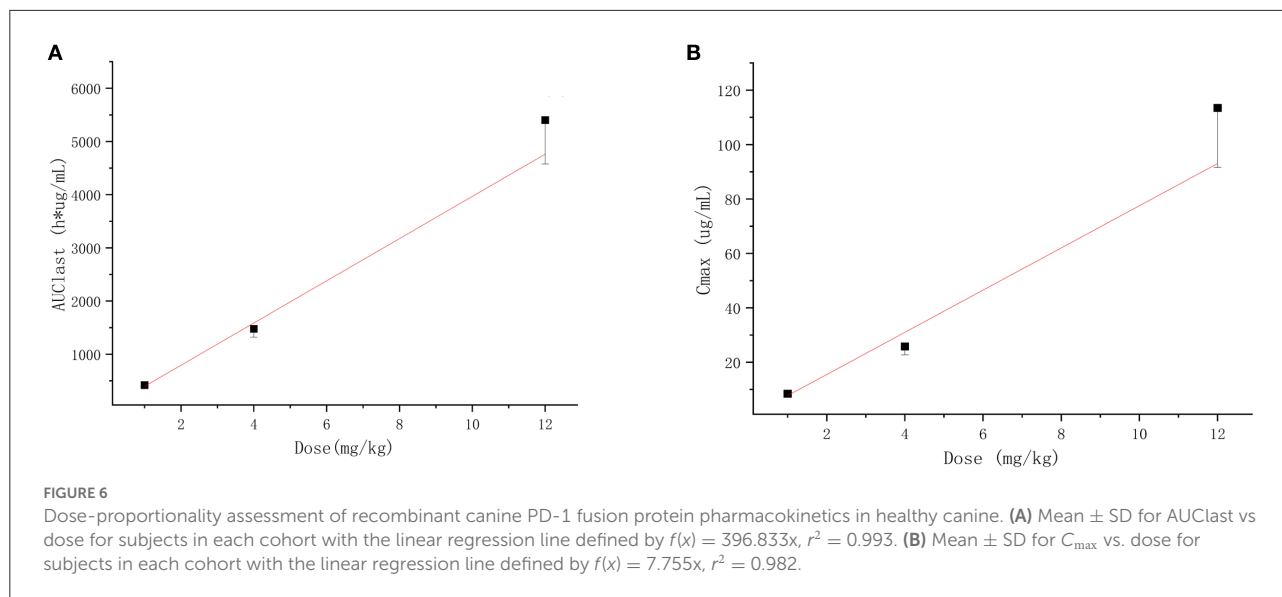 A
6000
5000
4000
3000
2000
1000
AUClast (h*ug/mL)
2
4
6
8
10
12
Dose(mg/kg)
B
120
100
80
60
40
20
Cmax (ug/mL)
2
4
6
8
10
12
Dose (mg/kg)
FIGURE 6
Dose-proportionality assessment of recombinant canine PD-1 fusion protein pharmacokinetics in healthy canine. (A) Mean ± SD for AUClast vs
dose for subjects in each cohort with the linear regression line defined by f(x) = 396.833x, r² = 0.993. (B) Mean ± SD for Cmax vs. dose for
subjects in each cohort with the linear regression line defined by f(x) = 7.755x, r² = 0.982.